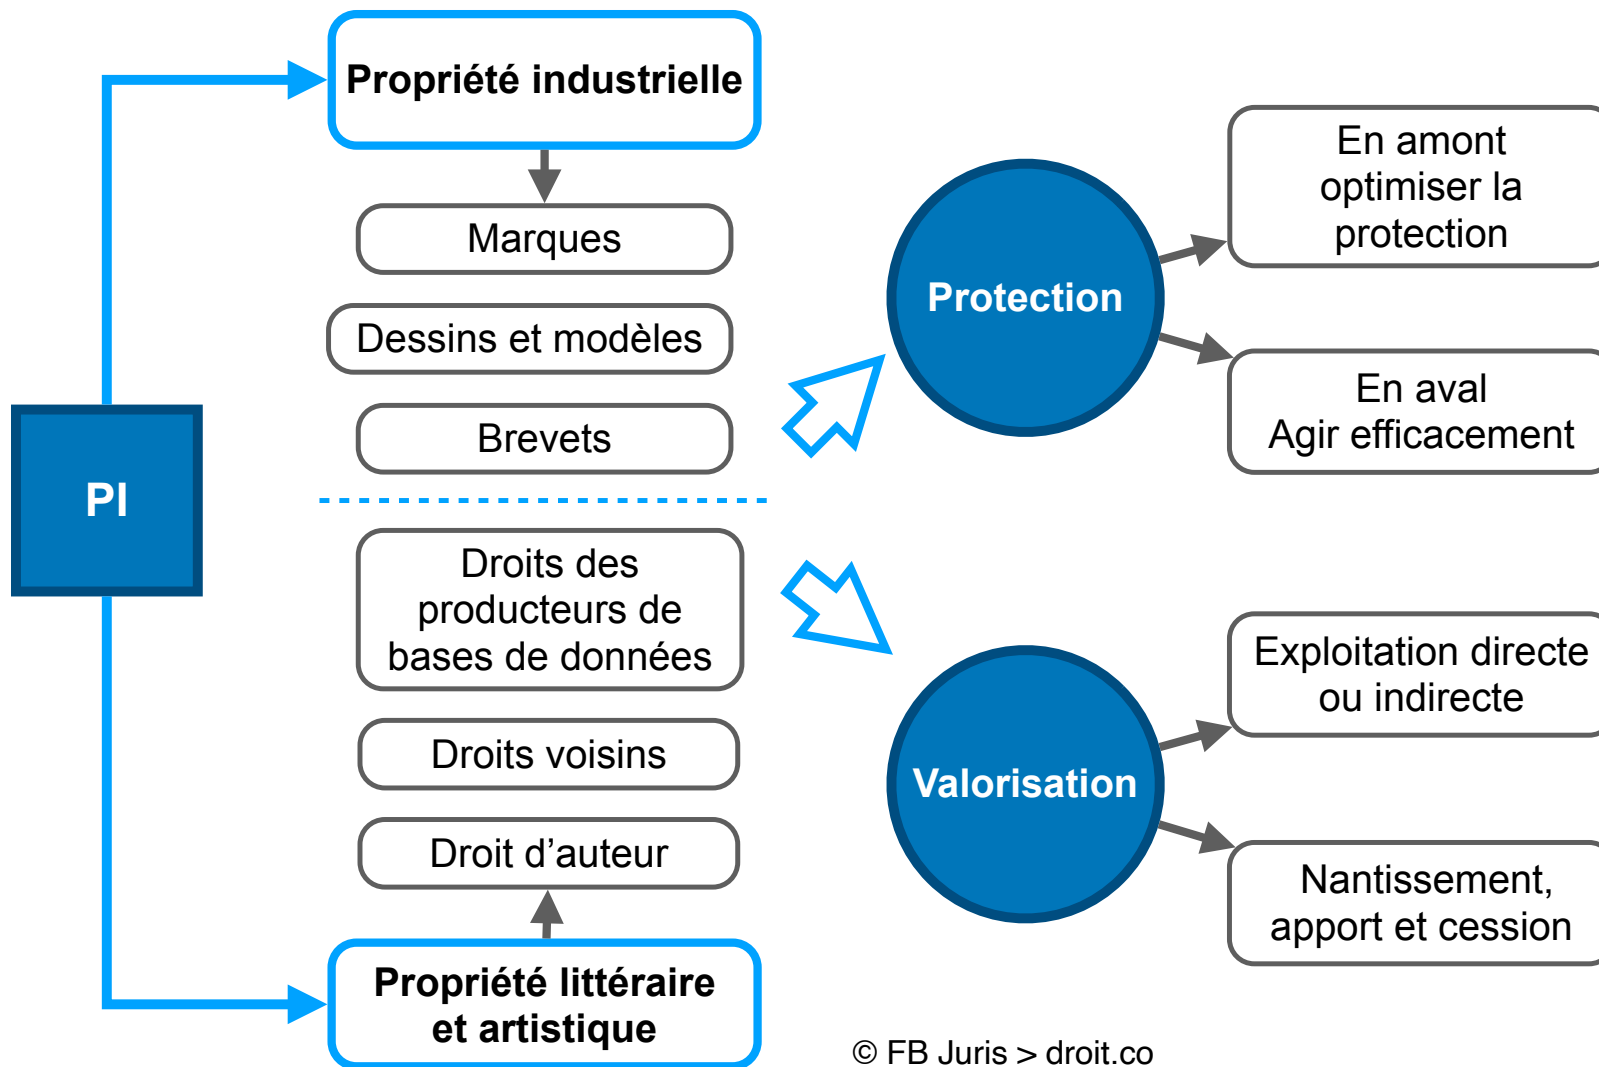 Propriété industrielle
Marques
Dessins et modèles
Brevets
PI
Droits des
producteurs de
bases de données
Droits voisins
Droit d’auteur
Propriété littéraire
et artistique
Protection
En amont
optimiser la
protection
En aval
Agir efficacement
Valorisation
Exploitation directe
ou indirecte
Nantissement,
apport et cession
© FB Juris > droit.co